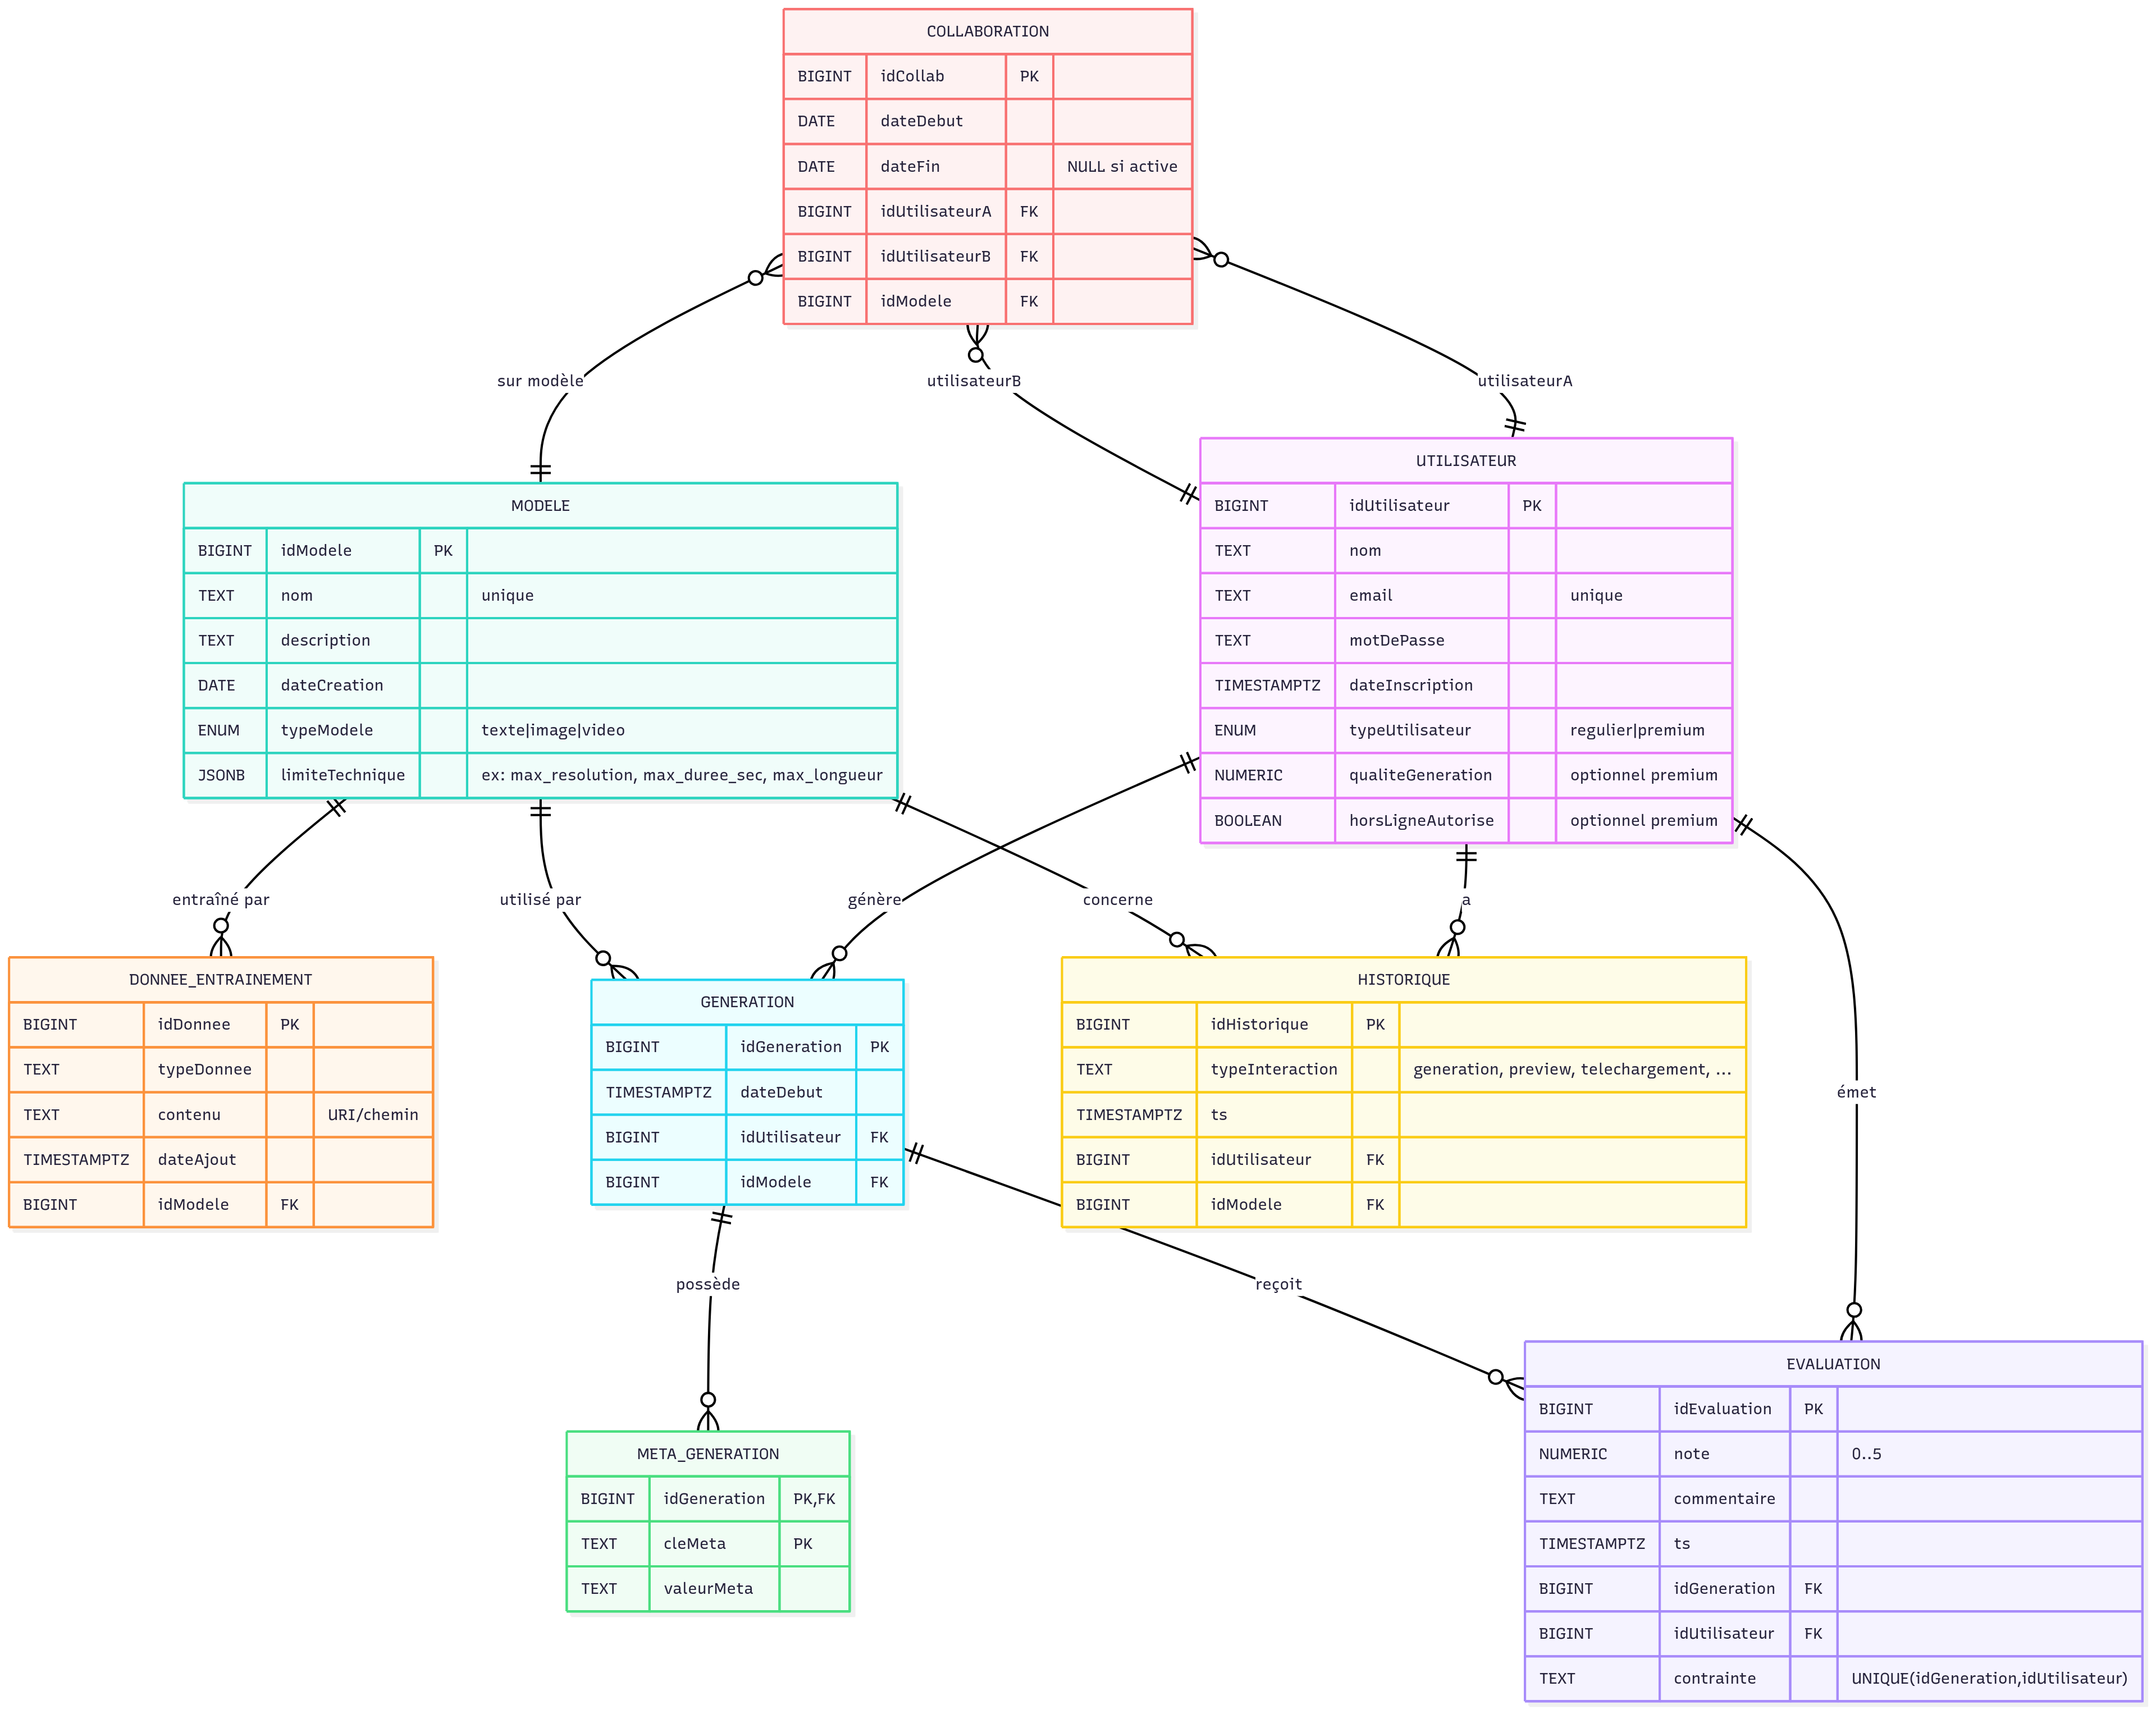 COLLABORATION
BIGINT idCollab PK
DATE dateDebut
DATE dateFin NULL si active
BIGINT idUtilisateurA FK
BIGINT idUtilisateurB FK
BIGINT idModele FK
sur modèle
utilisateurB
utilisateurA
MODELE
BIGINT idModele PK
TEXT nom unique
TEXT description
DATE dateCreation
ENUM typeModele texte|image|video
JSONB limiteTechnique ex: max_resolution, max_duree_sec, max_longueur
UTILISATEUR
BIGINT idUtilisateur PK
TEXT nom
TEXT email unique
TEXT motDePasse
TIMESTAMPTZ dateInscription
ENUM typeUtilisateur regulier|premium
NUMERIC qualiteGeneration optionnel premium
BOOLEAN horsLigneAutorise optionnel premium
entraîné par
utilisé par
génère
concerne
a
DONNEE_ENTRAINEMENT
BIGINT idDonnee PK
TEXT typeDonnee
TEXT contenu URI/chemin
TIMESTAMPTZ dateAjout
BIGINT idModele FK
GENERATION
BIGINT idGeneration PK
TIMESTAMPTZ dateDebut
BIGINT idUtilisateur FK
BIGINT idModele FK
HISTORIQUE
BIGINT idHistorique PK
TEXT typeInteraction generation, preview, telechargement, ...
TIMESTAMPTZ ts
BIGINT idUtilisateur FK
BIGINT idModele FK
émet
possède
reçoit
META_GENERATION
BIGINT idGeneration PK,FK
TEXT cleMeta PK
TEXT valeurMeta
EVALUATION
BIGINT idEvaluation PK
NUMERIC note 0..5
TEXT commentaire
TIMESTAMPTZ ts
BIGINT idGeneration FK
BIGINT idUtilisateur FK
TEXT contrainte UNIQUE(idGeneration,idUtilisateur)